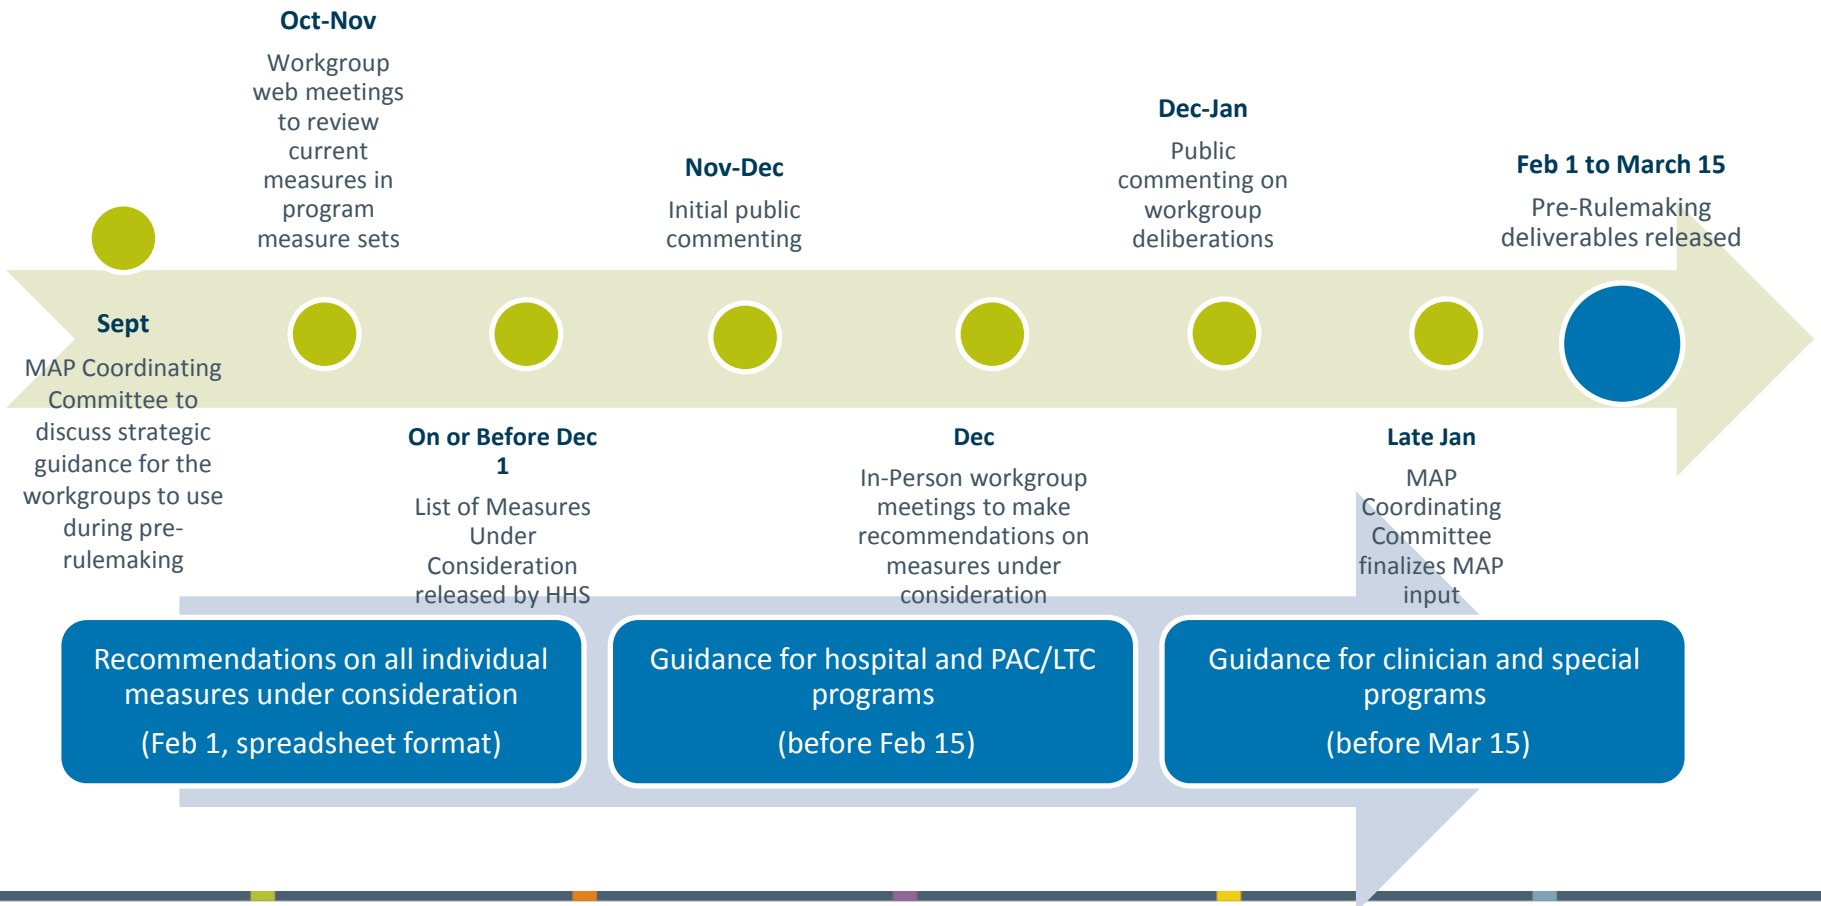 Sept
MAP Coordinating
Committee to
discuss strategic
guidance for the
workgroups to use
during pre-
rulemaking
Oct-Nov
Workgroup
web meetings
to review
current
measures in
program
measure sets
On or Before Dec
1
List of Measures
Under
Consideration
released by HHS
Nov-Dec
Initial public
commenting
Dec
In-Person workgroup
meetings to make
recommendations on
measures under
consideration
Dec-Jan
Public
commenting on
workgroup
deliberations
Late Jan
MAP
Coordinating
Committee
finalizes MAP
input
Feb 1 to March 15
Pre-Rulemaking
deliverables released
Recommendations on all individual
measures under consideration
(Feb 1, spreadsheet format)
Guidance for hospital and PAC/LTC
programs
(before Feb 15)
Guidance for clinician and special
programs
(before Mar 15)